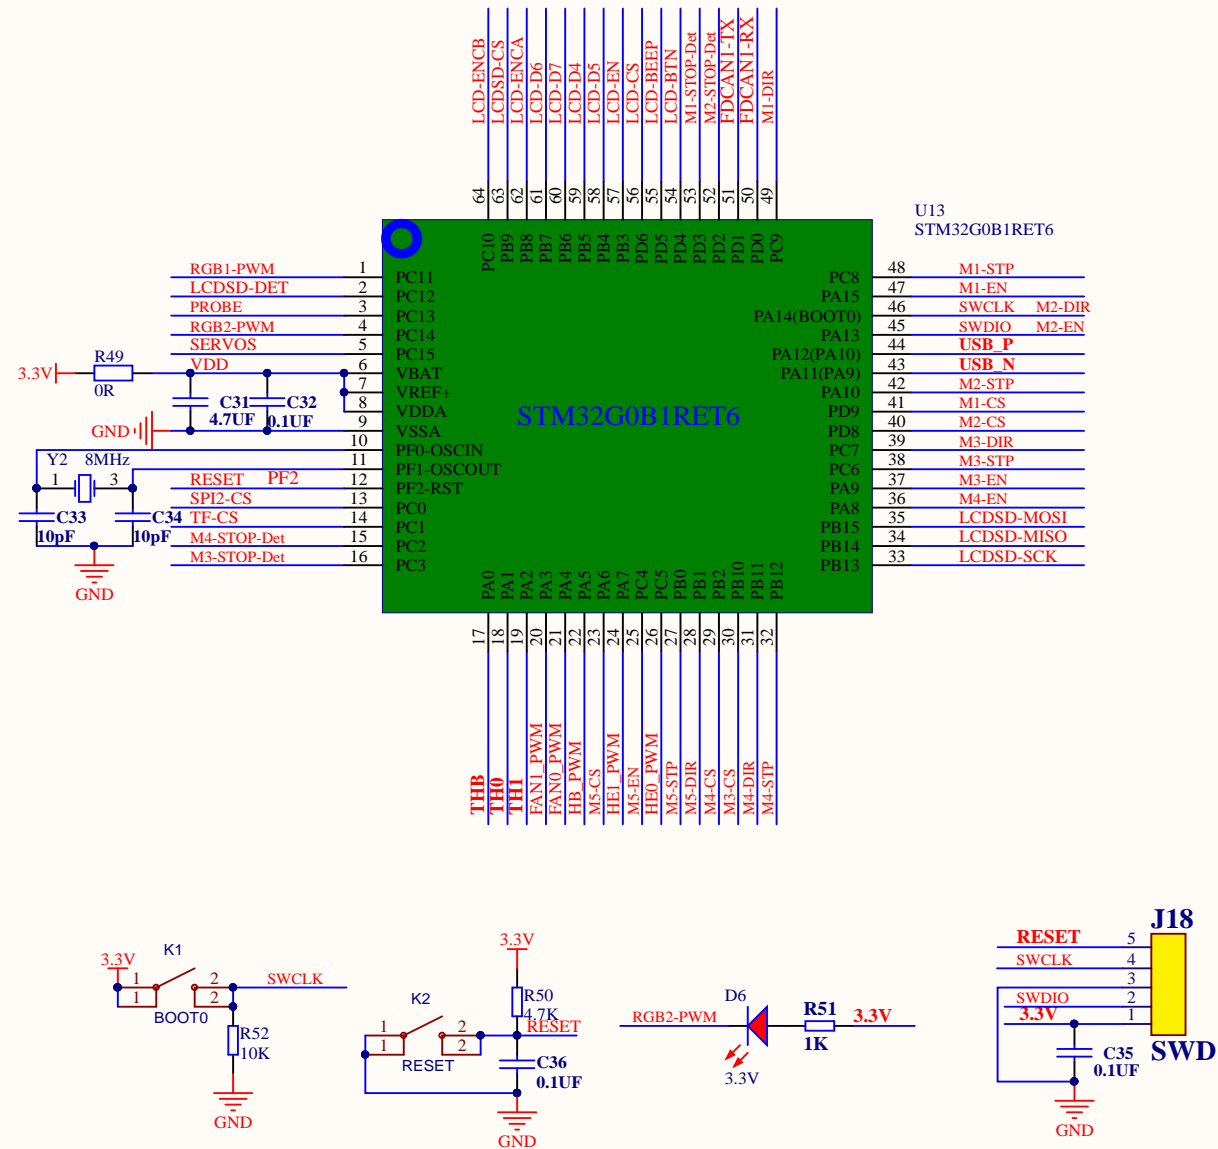 LCD-ENCB
LCDSD-CS
LCD-ENCA
LCD-D6
LCD-D7
LCD-D4
LCD-D5
LCD-EN
LCD-CS
LCD-BEEP
LCD-BTN
M1-STOP-Det
M2-STOP-Det
FDCAN1-TX
FDCAN1-RX
M1-DIR
64 63 62 61 60 59 58 57 56 55 54 53 52 51 50 49
PC10 PB9 PB8 PB7 PB6 PB5 PB4 PB3 PD6 PD5 PD4 PD3 PD2 PD1 PD0 PC9
U13
STM32G0B1RET6
RGB1-PWM 1 PC11
LCDSD-DET 2 PC12
PROBE 3 PC13
RGB2-PWM 4 PC14
SERVOS 5 PC15
VDD 6 VBAT
7 VREF+
8 VDDA
9 VSSA
10 PF0-OSCIN
11 PF1-OSCOUT
RESET PF2 12 PF2-RST
SPI2-CS 13 PC0
TF-CS 14 PC1
M4-STOP-Det 15 PC2
M3-STOP-Det 16 PC3
3.3V
R49
0R
C31
4.7UF
C32
0.1UF
GND
Y2 8MHz
1 3
C33
10pF
C34
10pF
GND
STM32G0B1RET6
PC8 48 M1-STP
PA15 47 M1-EN
PA14(BOOT0) 46 SWCLK M2-DIR
PA13 45 SWDIO M2-EN
PA12(PA10) 44 USB_P
PA11(PA9) 43 USB_N
PA10 42 M2-STP
PD9 41 M1-CS
PD8 40 M2-CS
PC7 39 M3-DIR
PC6 38 M3-STP
PA9 37 M3-EN
PA8 36 M4-EN
PB15 35 LCDSD-MOSI
PB14 34 LCDSD-MISO
PB13 33 LCDSD-SCK
PA0 PA1 PA2 PA3 PA4 PA5 PA6 PA7 PC4 PC5 PB0 PB1 PB2 PB10 PB11 PB12
17 18 19 20 21 22 23 24 25 26 27 28 29 30 31 32
THB
TH0
TH1
FAN1_PWM
FAN0_PWM
HB_PWM
M5-CS
HE1_PWM
M5-EN
HE0_PWM
M5-STP
M5-DIR
M4-CS
M3-CS
M4-DIR
M4-STP
K1
3.3V
1 2
1 2
BOOT0
SWCLK
R52
10K
GND
3.3V
K2
1 2
1 2
RESET
R50
4.7K
RESET
C36
0.1UF
GND
D6
RGB2-PWM
3.3V
R51
1K
3.3V
J18
RESET 5
SWCLK 4
3
SWDIO 2
3.3V 1
SWD
C35
0.1UF
GND